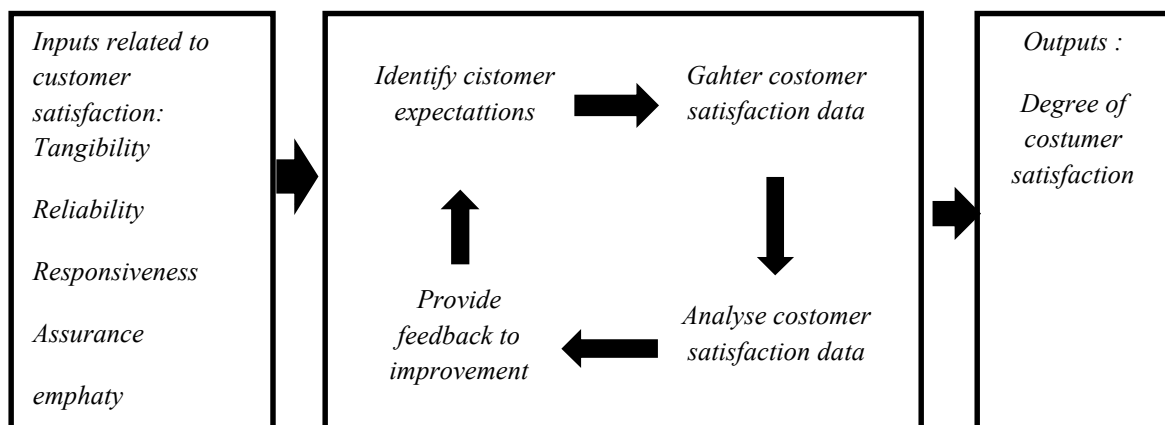 Inputs related to
customer
satisfaction:
Tangibility
Reliability
Responsiveness
Assurance
emphaty
Identify cistomer
expectattions
Gahter costomer
satisfaction data
Analyse costomer
satisfaction data
Provide
feedback to
improvement
Outputs :
Degree of
costumer
satisfaction